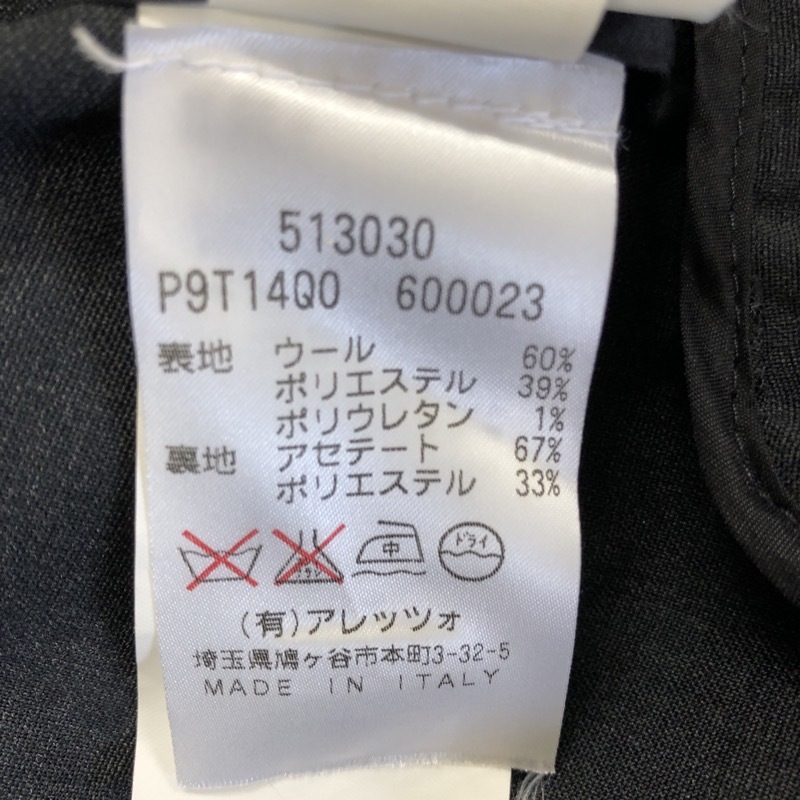 513030
P9T14Q0 600023
表地 ウール 60%
ポリエステル 39%
ポリウレタン 1%
裏地 アセテート 67%
ポリエステル 33%
中 ドライ
(有)アレッツォ
埼玉県鳩ヶ谷市本町3-32-5
MADE IN ITALY